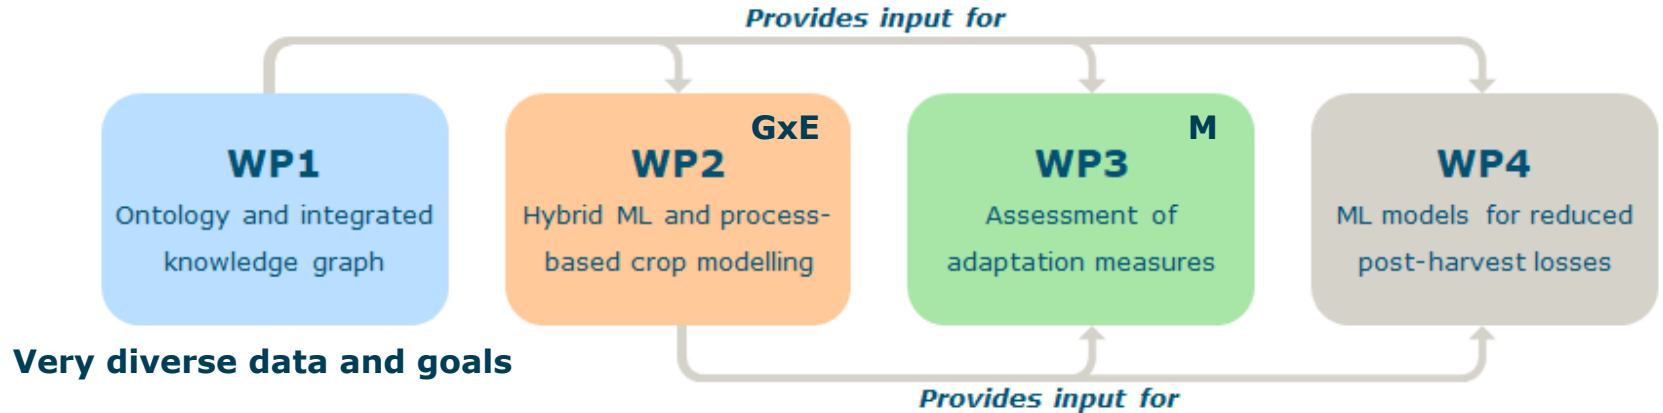 Provides input for
WP1
Ontology and integrated
knowledge graph
GxE
WP2
Hybrid ML and process-
based crop modelling
M
WP3
Assessment of
adaptation measures
WP4
ML models for reduced
post-harvest losses
Very diverse data and goals
Provides input for